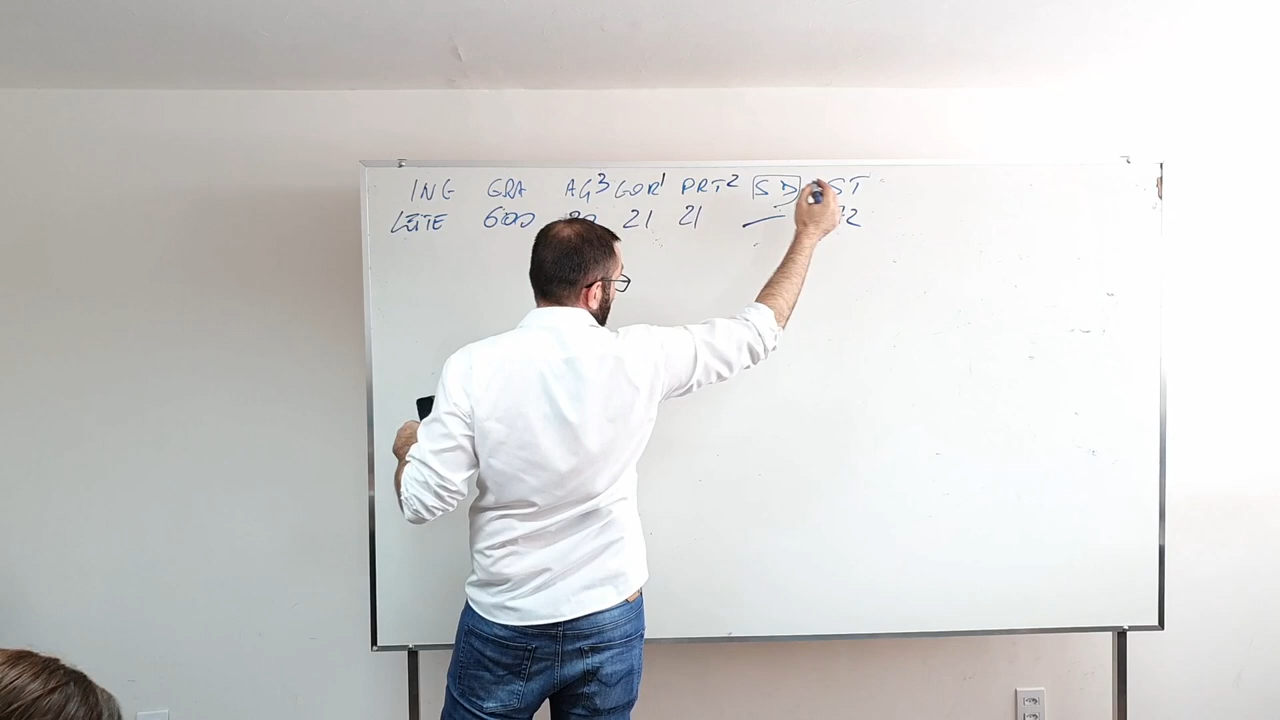 ING GRA AG³ GOR¹ PRT² SD ST
LEITE 600 21 21 —